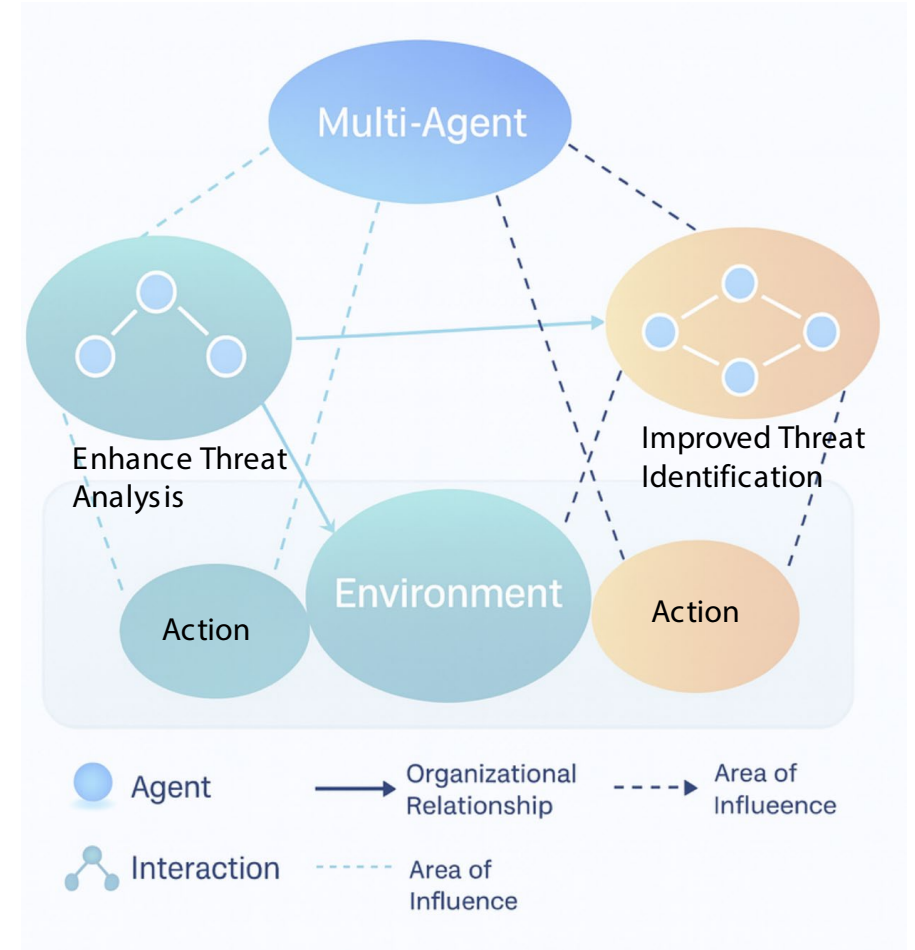 Multi-Agent
Enhance Threat
Analysis
Improved Threat
Identification
Environment
Action
Action
Agent
Organizational
Relationship
Area of
Influeence
Interaction
Area of
Influence